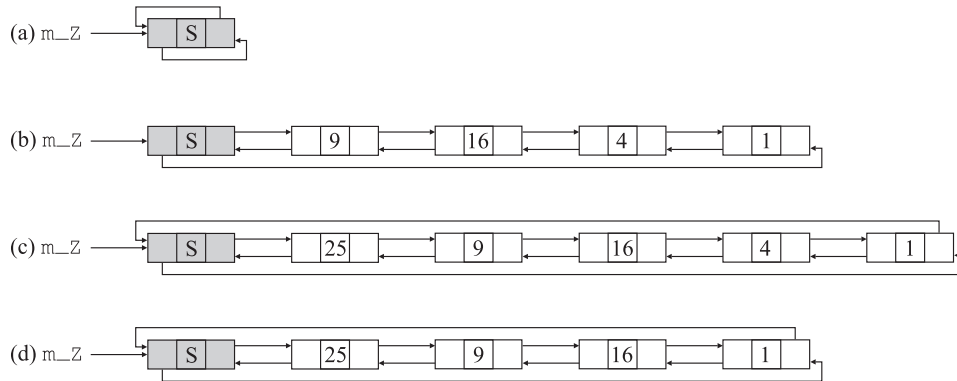 (a) m_Z S
(b) m_Z S 9 16 4 1
(c) m_Z S 25 9 16 4 1
(d) m_Z S 25 9 16 1